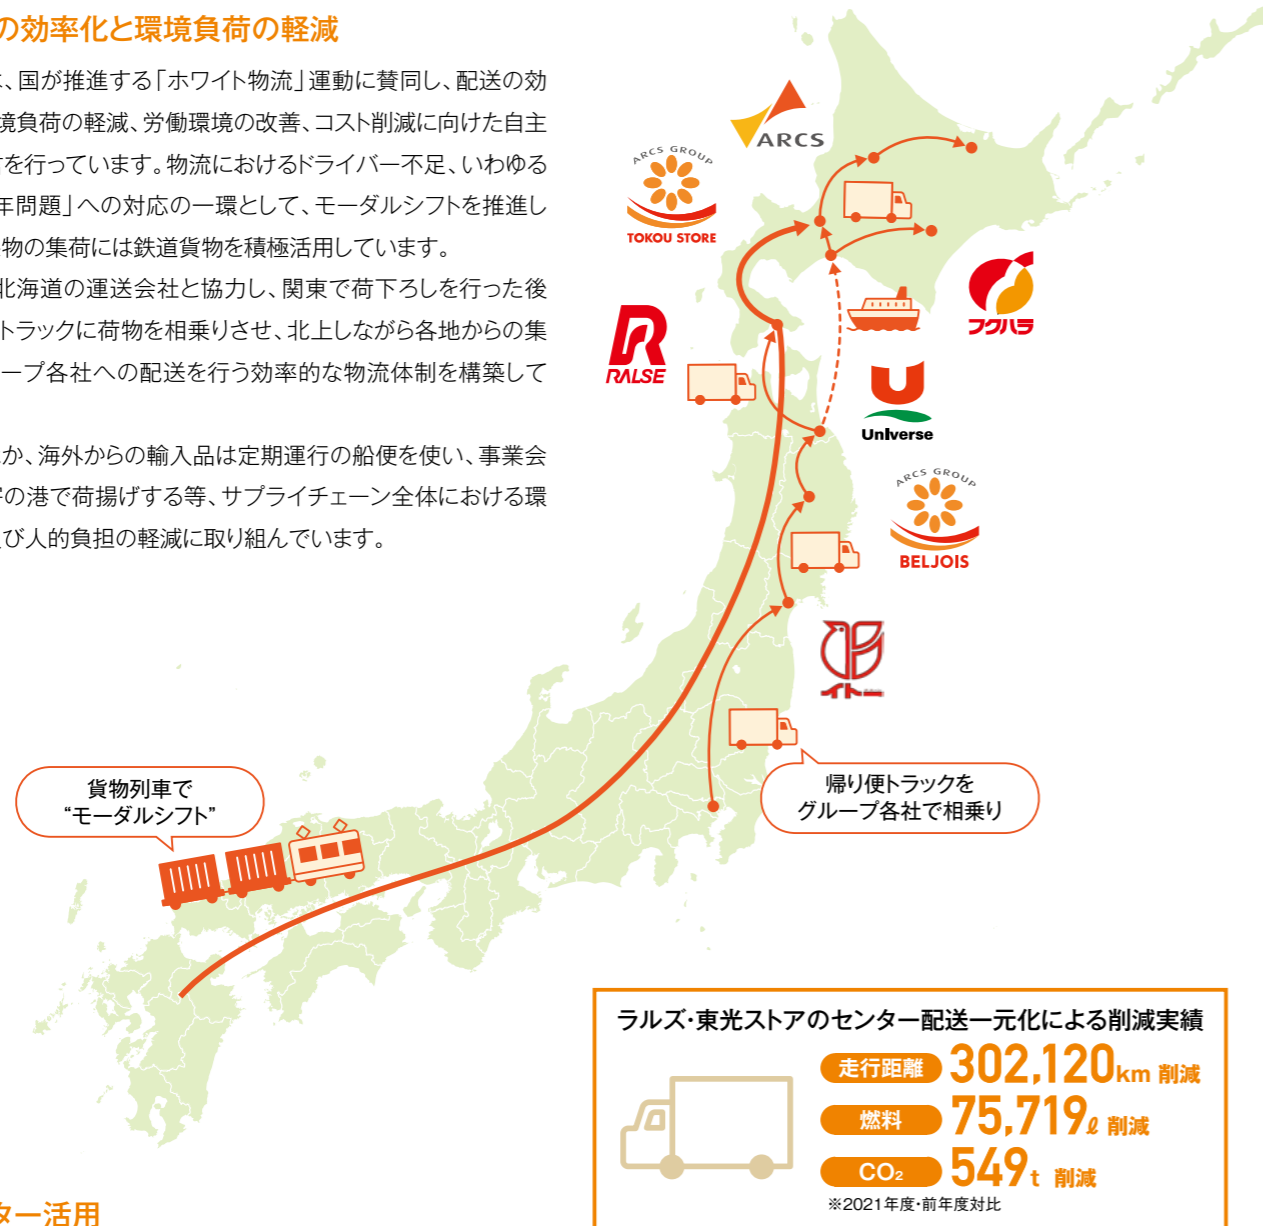 の効率化と環境負荷の軽減
、国が推進する「ホワイト物流」運動に賛同し、配送の効
境負荷の軽減、労働環境の改善、コスト削減に向けた自主
を行っています。物流におけるドライバー不足、いわゆる
年問題」への対応の一環として、モーダルシフトを推進し
物の集荷には鉄道貨物を積極活用しています。
北海道の運送会社と協力し、関東で荷下ろしを行った後
トラックに荷物を相乗りさせ、北上しながら各地からの集
ープ各社への配送を行う効率的な物流体制を構築して
か、海外からの輸入品は定期運行の船便を使い、事業会
の港で荷揚げする等、サプライチェーン全体における環
び人的負担の軽減に取り組んでいます。
ARCS
ARCS GROUP
TOKOU STORE
RALSE
フクハラ
Universe
ARCS GROUP
BELJOIS
イトー
貨物列車で
“モーダルシフト”
帰り便トラックを
グループ各社で相乗り
ラルズ・東光ストアのセンター配送一元化による削減実績
走行距離 302,120km 削減
燃料 75,719ℓ 削減
CO₂ 549t 削減
※2021年度・前年度対比
ター活用